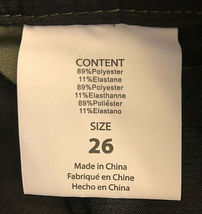 CONTENT
89%Polyester
11%Elastane
89%Polyester
11%Elasthanne
89%Poliéster
11%Elastano
SIZE
26
Made in China
Fabriqué en Chine
Hecho en China